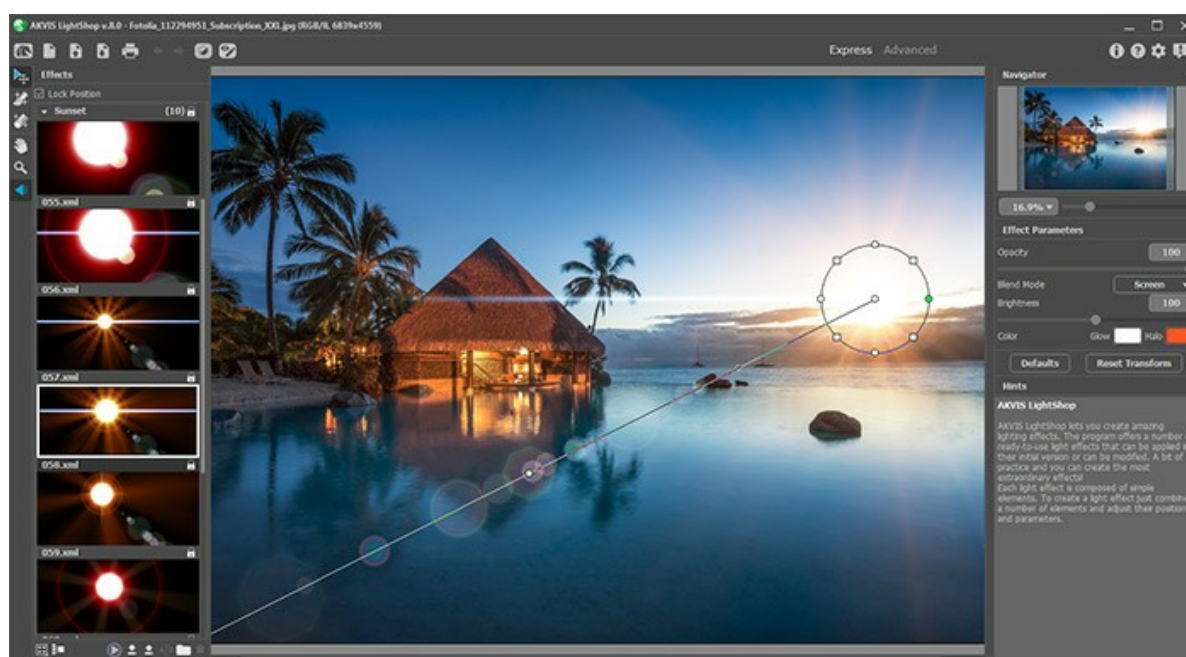 AKVIS LightShop v.8.0 - Fotolia_112294951_Subscription_XXL.jpg (RGB/8, 6839x4559)
Express Advanced
Effects
Lock Position
Sunset (10)
055.xml
056.xml
057.xml
058.xml
059.xml
Navigator
16.9%
Effect Parameters
Opacity 100
Blend Mode Screen
Brightness 100
Color Glow Halo
Defaults Reset Transform
Hints
AKVIS LightShop
AKVIS LightShop lets you create amazing
lighting effects. The program offers a number
ready-to-use light effects that can be applied
their initial version or can be modified. A bit of
practice and you can create the most
extraordinary effects!
Each light effect is composed of simple
elements. To create a light effect just combin
a number of elements and adjust their position
and parameters.